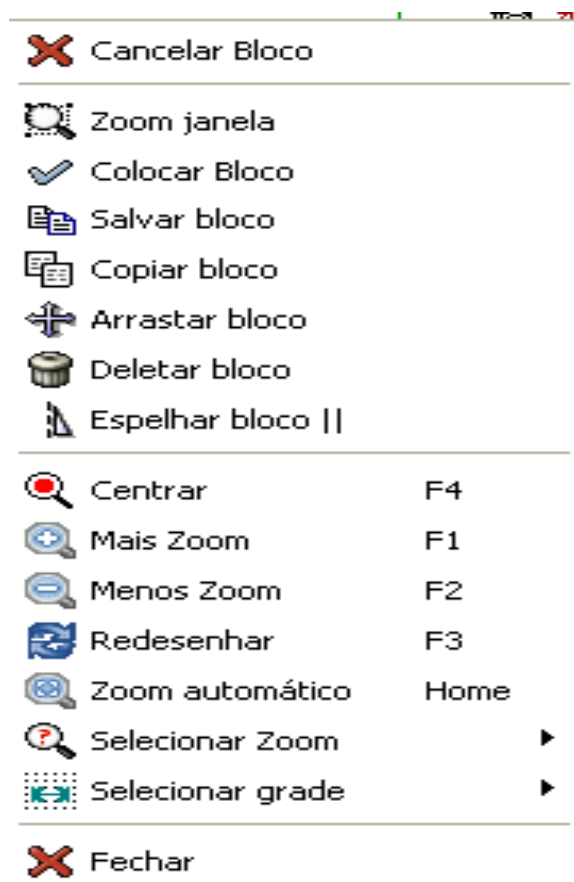 Cancelar Bloco
Zoom janela
Colocar Bloco
Salvar bloco
Copiar bloco
Arrastar bloco
Deletar bloco
Espelhar bloco ||
Centrar F4
Mais Zoom F1
Menos Zoom F2
Redesenhar F3
Zoom automático Home
Selecionar Zoom
Selecionar grade
Fechar